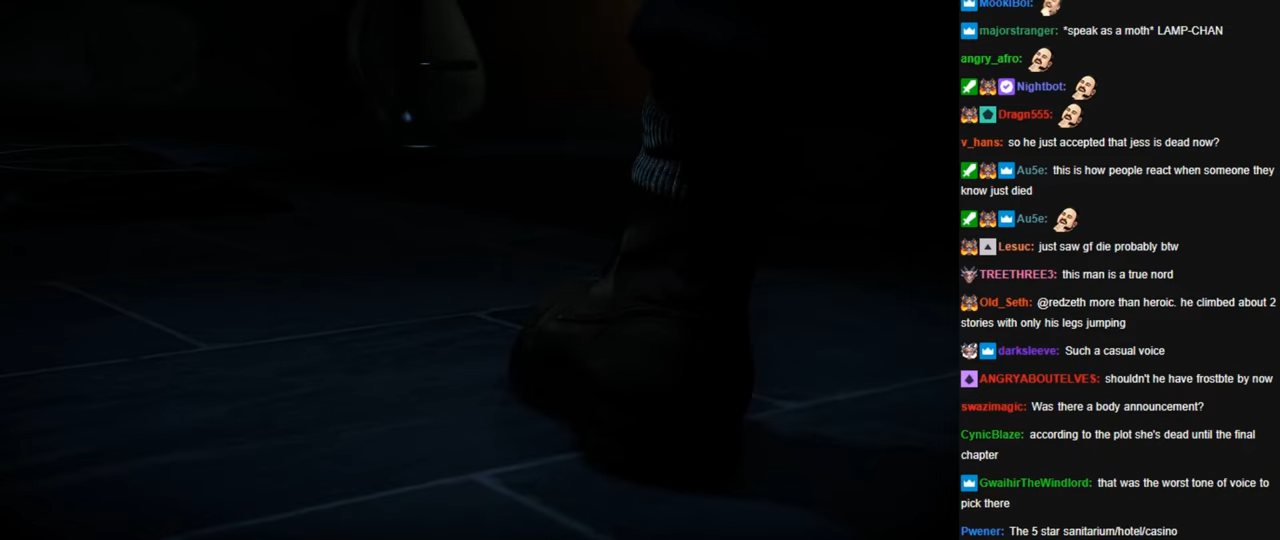 MookiBoi:
majorstranger: *speak as a moth* LAMP-CHAN
angry_afro:
Nightbot:
Dragn555:
v_hans: so he just accepted that jess is dead now?
Au5e: this is how people react when someone they
know just died
Au5e:
Lesuc: just saw gf die probably btw
TREETHREE3: this man is a true nord
Old_Seth: @redzeth more than heroic. he climbed about 2
stories with only his legs jumping
darksleeve: Such a casual voice
ANGRYABOUTELVES: shouldn't he have frostbte by now
swazimagic: Was there a body announcement?
CynicBlaze: according to the plot she's dead until the final
chapter
GwaihirTheWindlord: that was the worst tone of voice to
pick there
Pwener: The 5 star sanitarium/hotel/casino